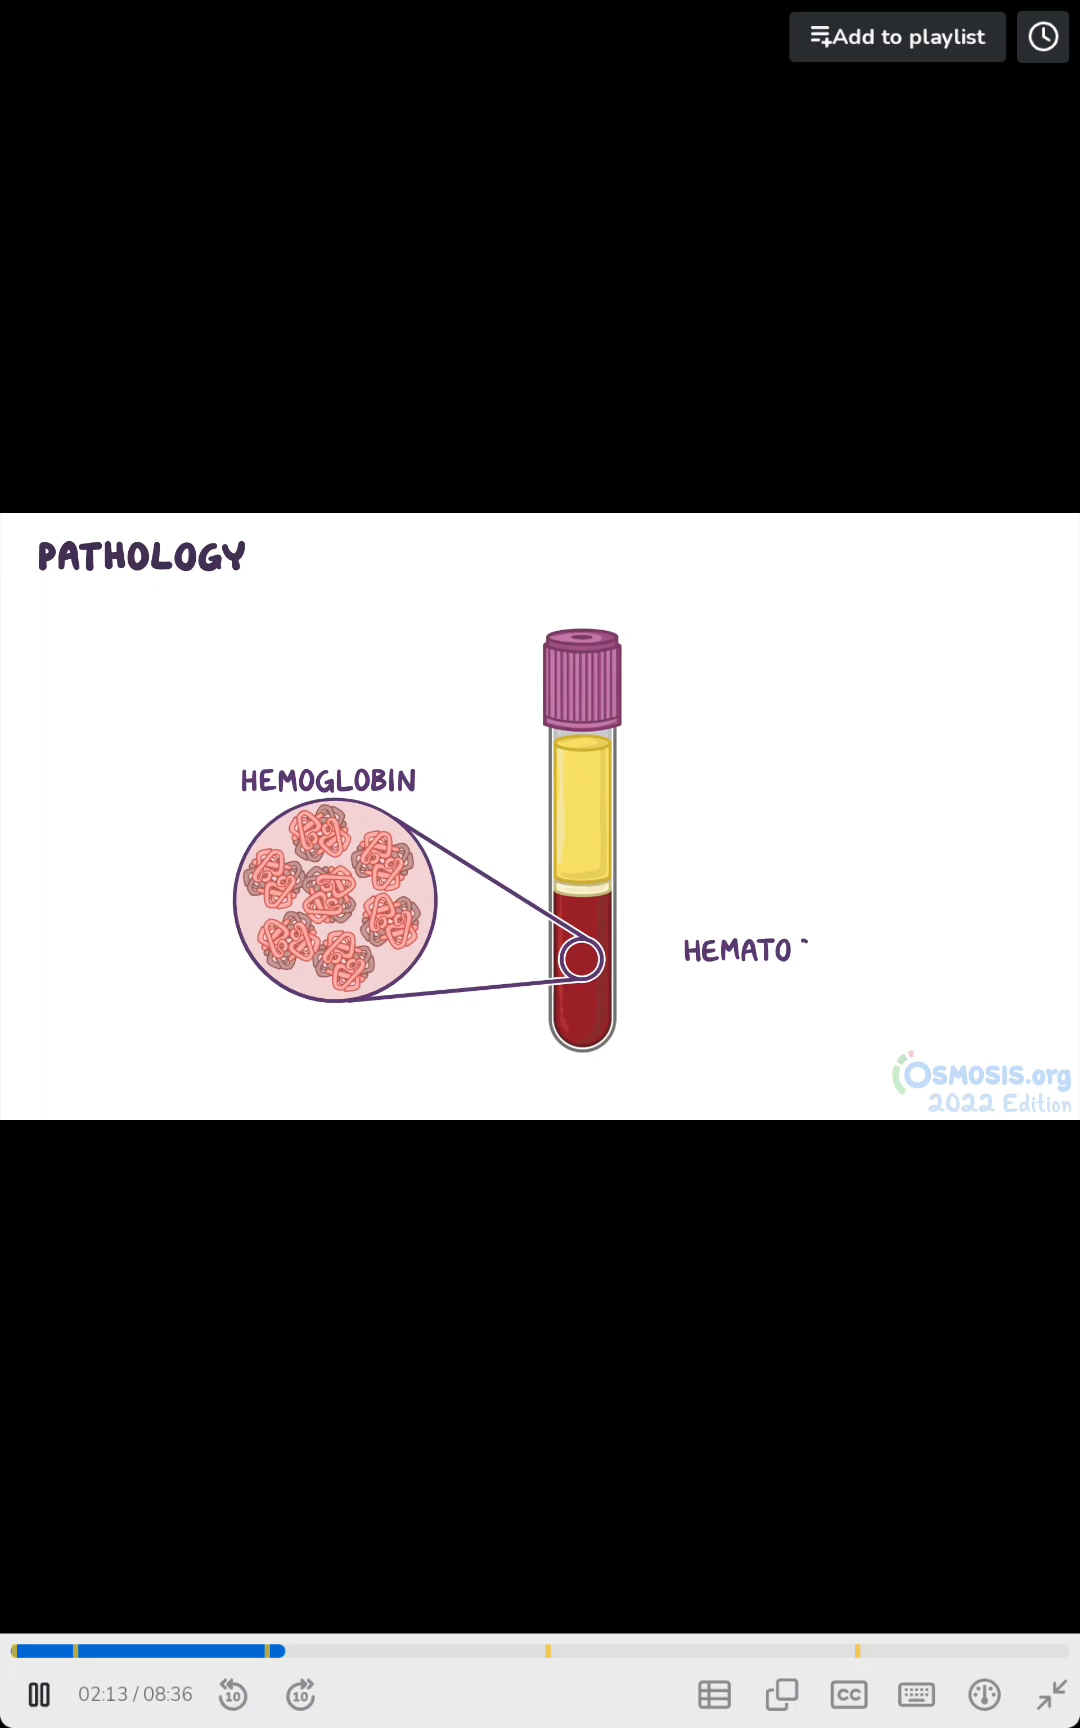 Add to playlist
PATHOLOGY
HEMOGLOBIN
HEMATO
OSMOSIS.org
2022 Edition
02:13 / 08:36
10
10
CC